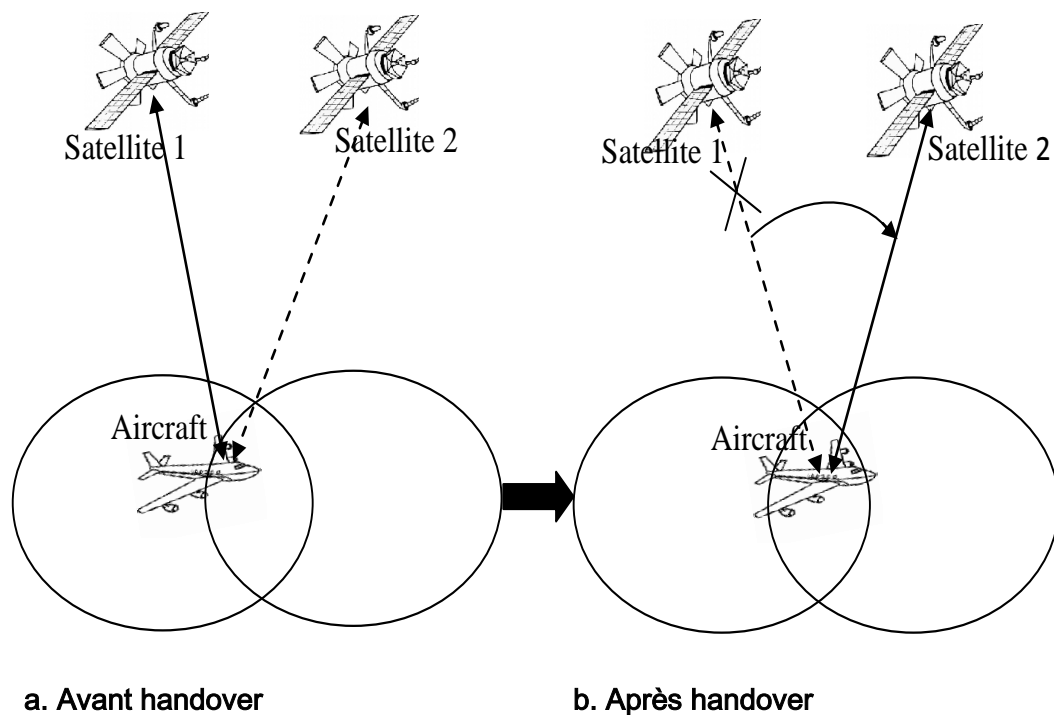 Satellite 1
Satellite 2
Aircraft
a. Avant handover
Satellite 1
Satellite 2
Aircraft
b. Après handover